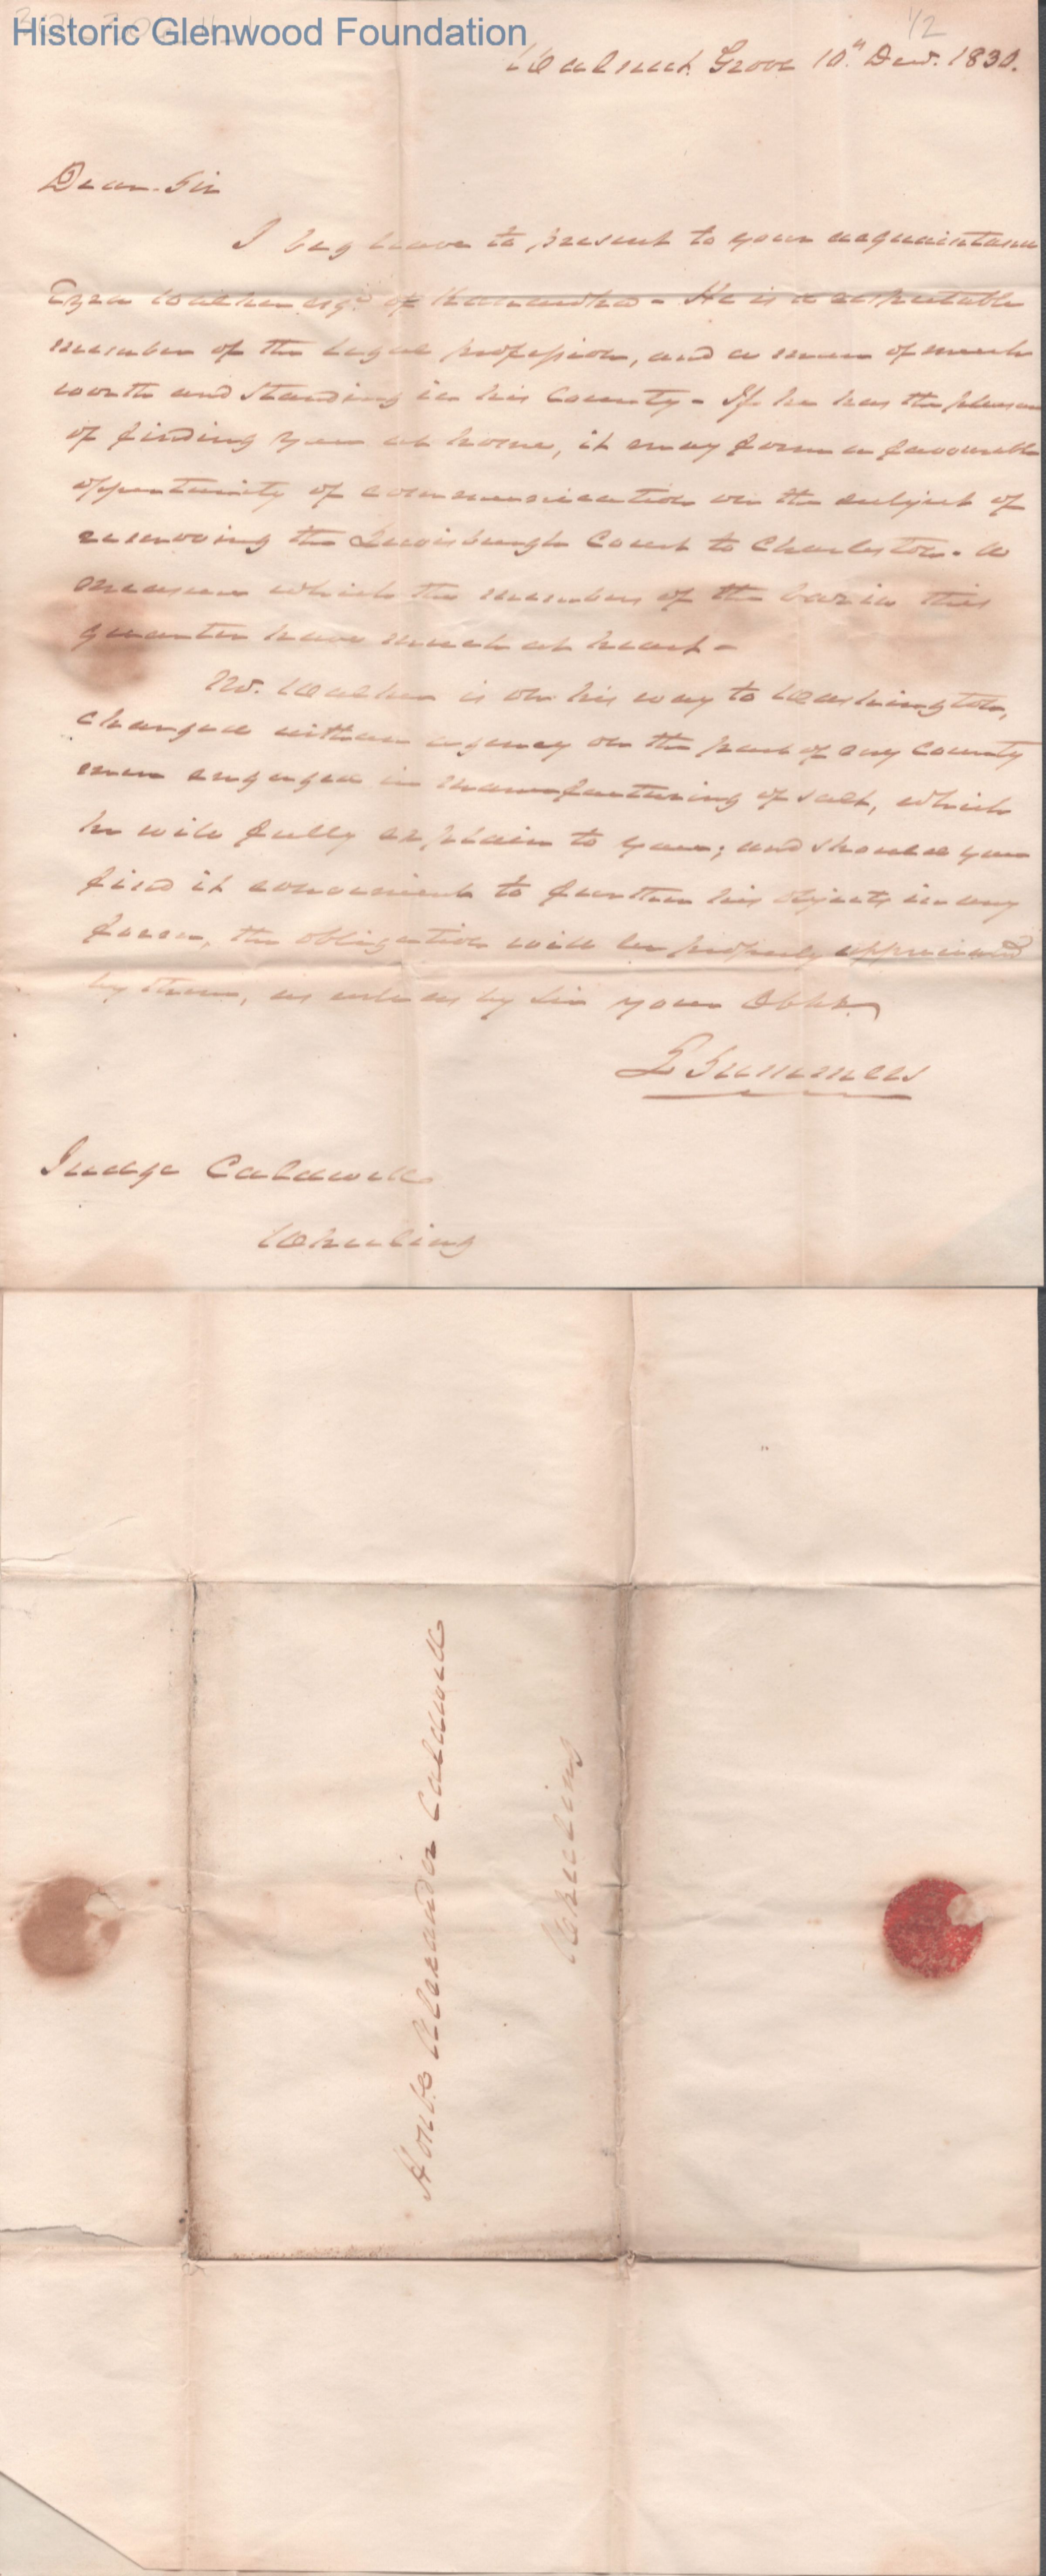 Historic Glenwood Foundation
1/2
Walnut Grove 10th Decr. 1830.
Dear Sir
I beg leave to present to your acquaintance
Ezra Walker esqr of Kanawha - He is a respectable
member of the legal profession, and a man of much
worth and standing in his County - If he has the pleasure
of finding you at home, it may form a favourable
oppertunity of communication on the subject of
removing the Lewisburgh Court to Charleston. A
measure which the members of the bar in this
quarter have much at heart -
Mr. Walker is on his way to Washington,
charged with an agency on the part of my County
men engaged in manufacturing of salt, which
he will fully explain to you; and should you
find it convenient to further his objects in any
form, the obligation will be properly appreciated
by them, as well as by Sir your Obt.
L Summers
Judge Caldwell
Wheeling
Honble Alexander Caldwell
Wheeling